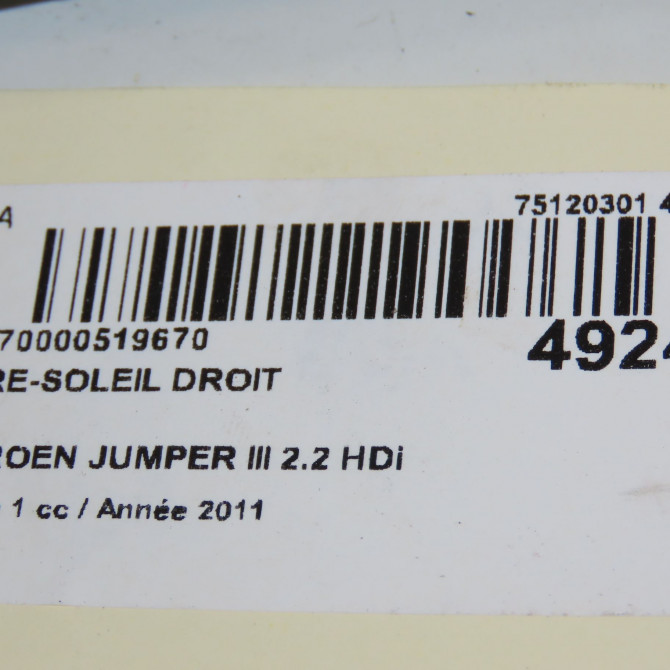 A
75120301 4
70000519670
4924
RE-SOLEIL DROIT
ROEN JUMPER III 2.2 HDi
1 cc / Année 2011